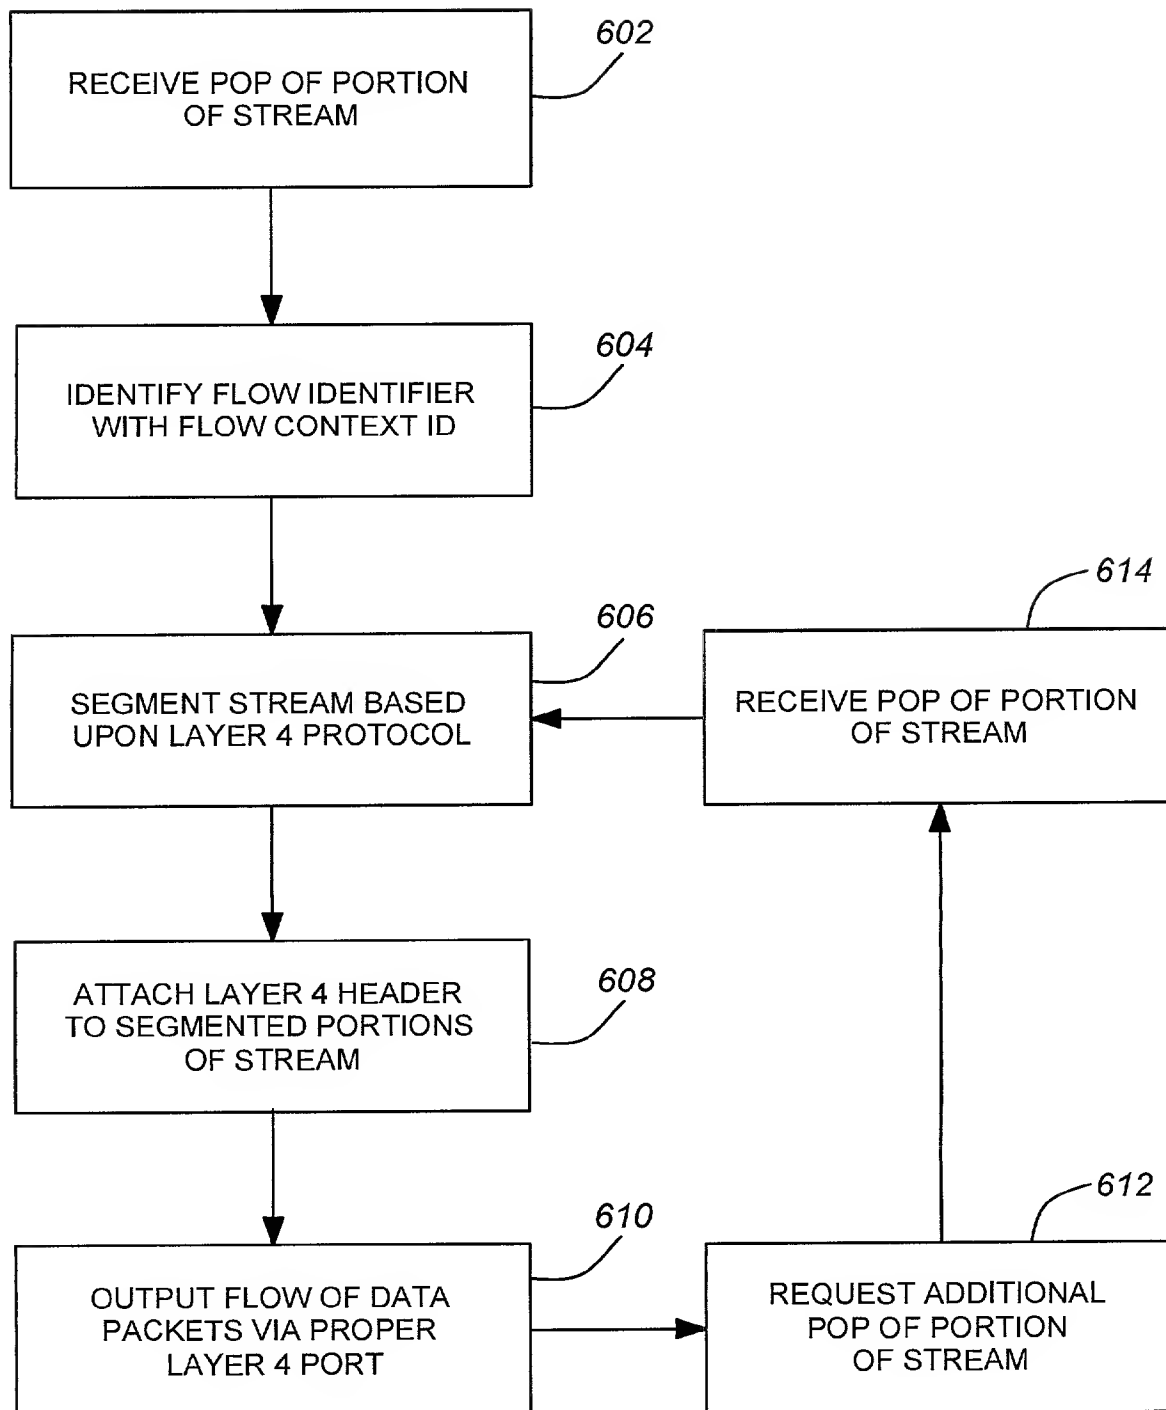 602
RECEIVE POP OF PORTION
OF STREAM
604
IDENTIFY FLOW IDENTIFIER
WITH FLOW CONTEXT ID
606
SEGMENT STREAM BASED
UPON LAYER 4 PROTOCOL
614
RECEIVE POP OF PORTION
OF STREAM
608
ATTACH LAYER 4 HEADER
TO SEGMENTED PORTIONS
OF STREAM
610
OUTPUT FLOW OF DATA
PACKETS VIA PROPER
LAYER 4 PORT
612
REQUEST ADDITIONAL
POP OF PORTION
OF STREAM